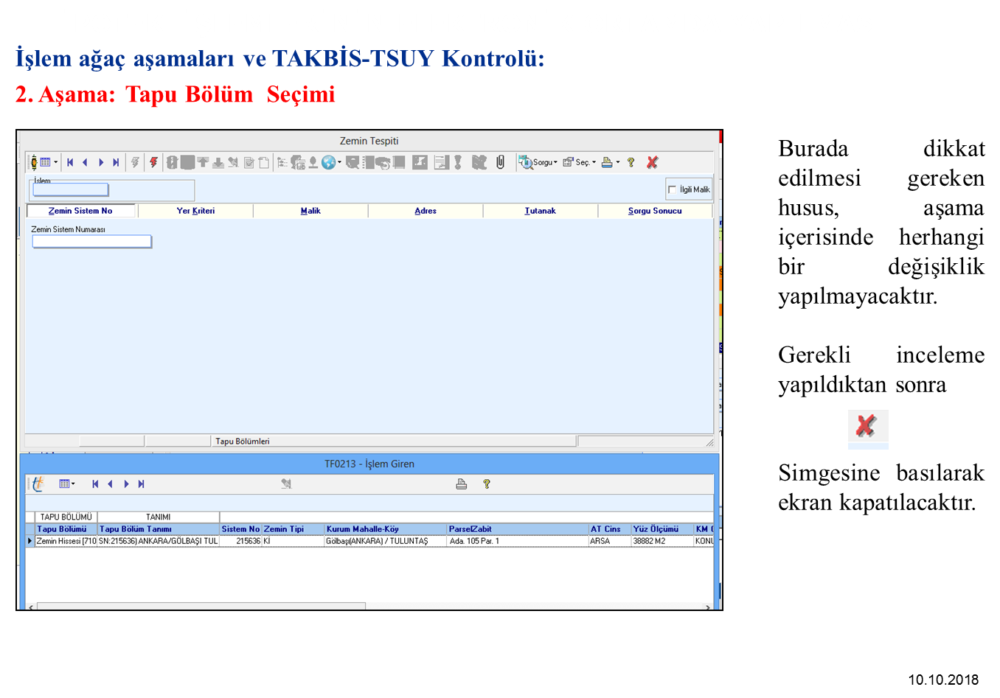 İşlem ağaç aşamaları ve TAKBİS-TSUY Kontrolü:
2. Aşama: Tapu Bölüm Seçimi
Zemin Tespiti
Sorgu
Seç.
İşlem
İlgili Malik
Zemin Sistem No
Yer Kriteri
Malik
Adres
Tutanak
Sorgu Sonucu
Zemin Sistem Numarası
Tapu Bölümleri
TF0213 - İşlem Giren
TAPU BÖLÜMÜ TANIMI
Tapu Bölümü Tapu Bölüm Tanımı Sistem No Zemin Tipi Kurum Mahalle-Köy ParselZabit AT Cins Yüz Ölçümü KM
Zemin Hissesi [710 SN:215636) ANKARA/GÖLBAŞI TUL 215636 Kİ Gölbaşı(ANKARA) / TULUNTAŞ Ada. 105 Par. 1 ARSA 38882 M2 KONU
Burada dikkat
edilmesi gereken
husus, aşama
içerisinde herhangi
bir değişiklik
yapılmayacaktır.
Gerekli inceleme
yapıldıktan sonra
Simgesine basılarak
ekran kapatılacaktır.
10.10.2018